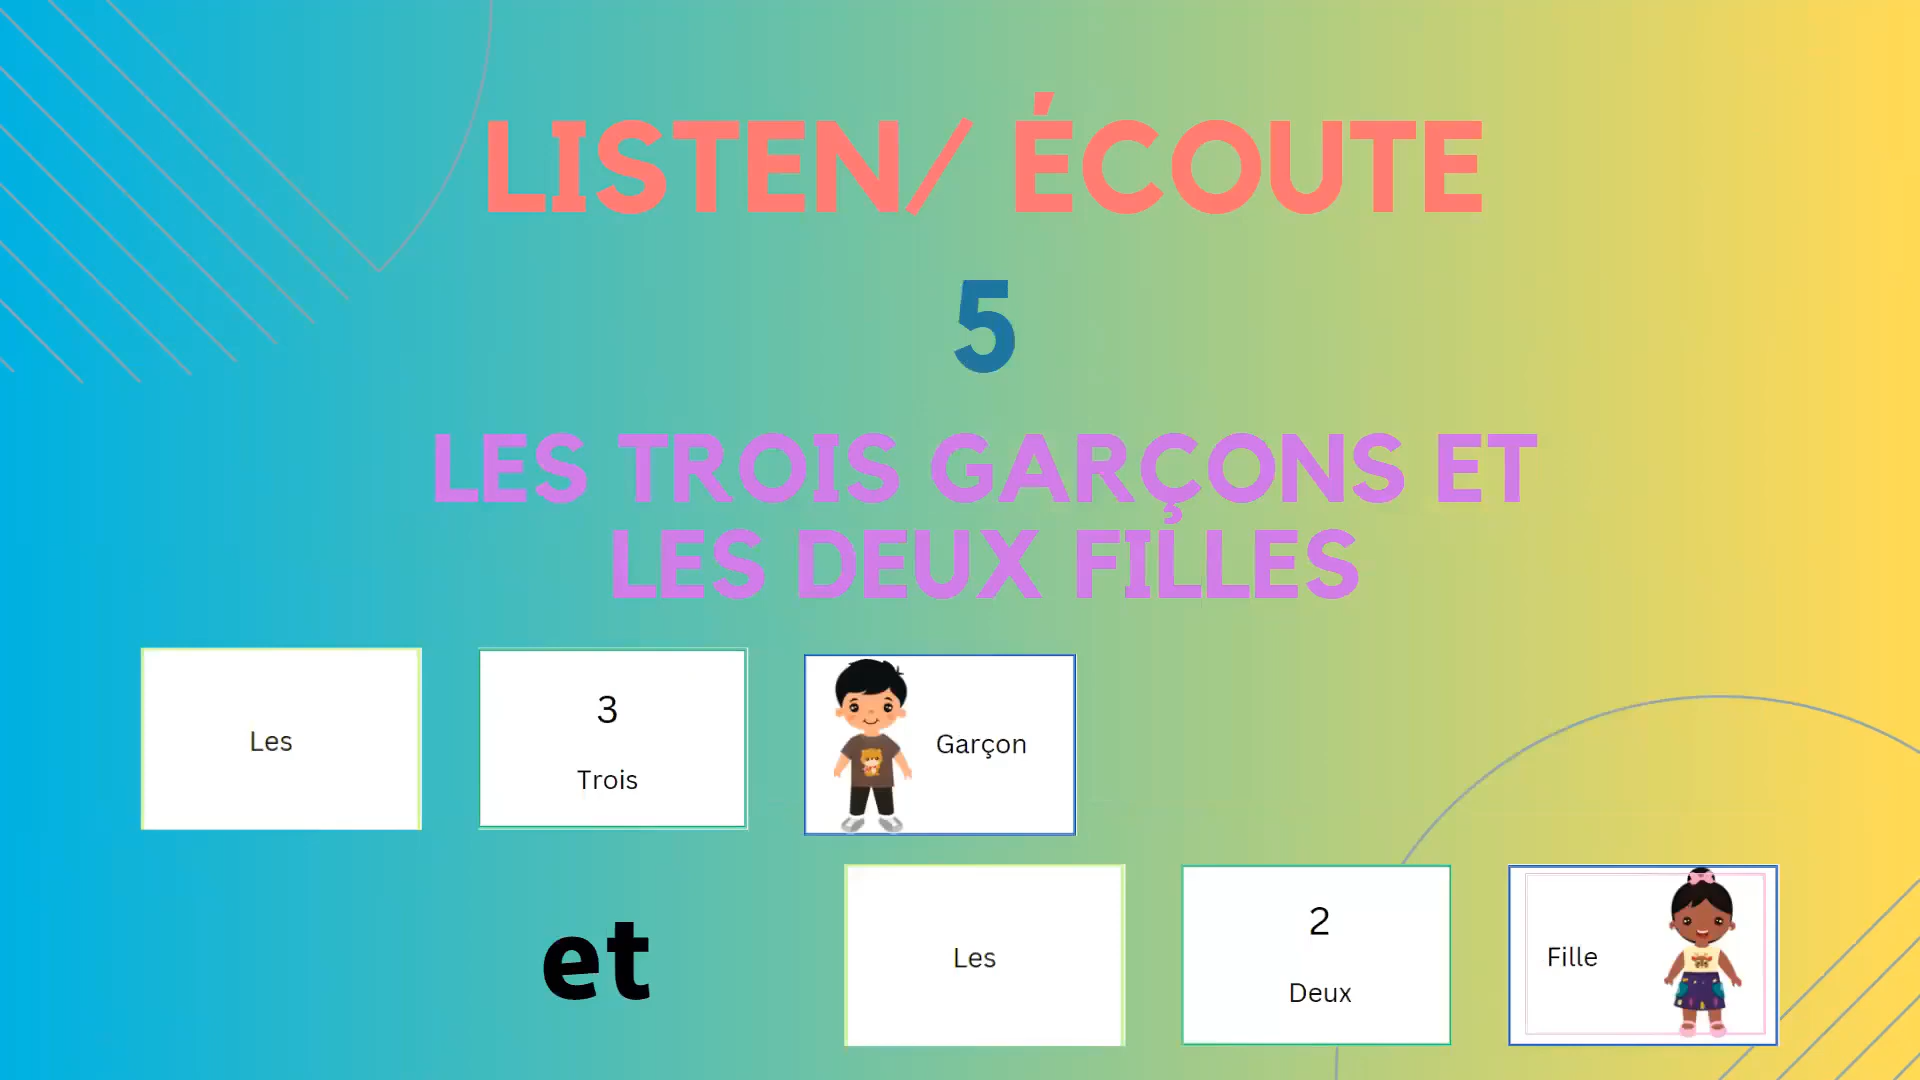 LISTEN/ ÉCOUTE
5
LES TROIS GARÇONS ET
LES DEUX FILLES
Les
3
Trois
Garçon
et
Les
2
Deux
Fille